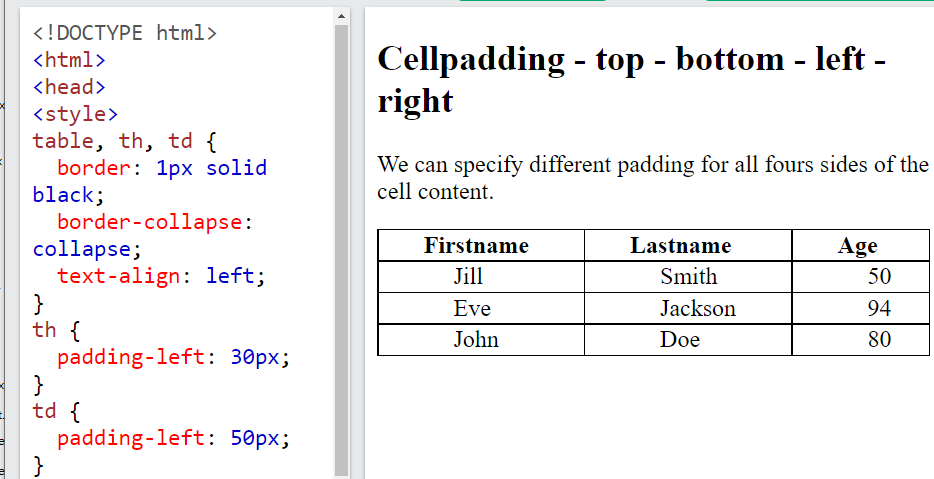 <!DOCTYPE html>
<html>
<head>
<style>
table, th, td {
border: 1px solid
black;
border-collapse:
collapse;
text-align: left;
}
th {
padding-left: 30px;
}
td {
padding-left: 50px;
}
Cellpadding - top - bottom - left -
right
We can specify different padding for all fours sides of the
cell content.
Firstname Lastname Age
Jill Smith 50
Eve Jackson 94
John Doe 80